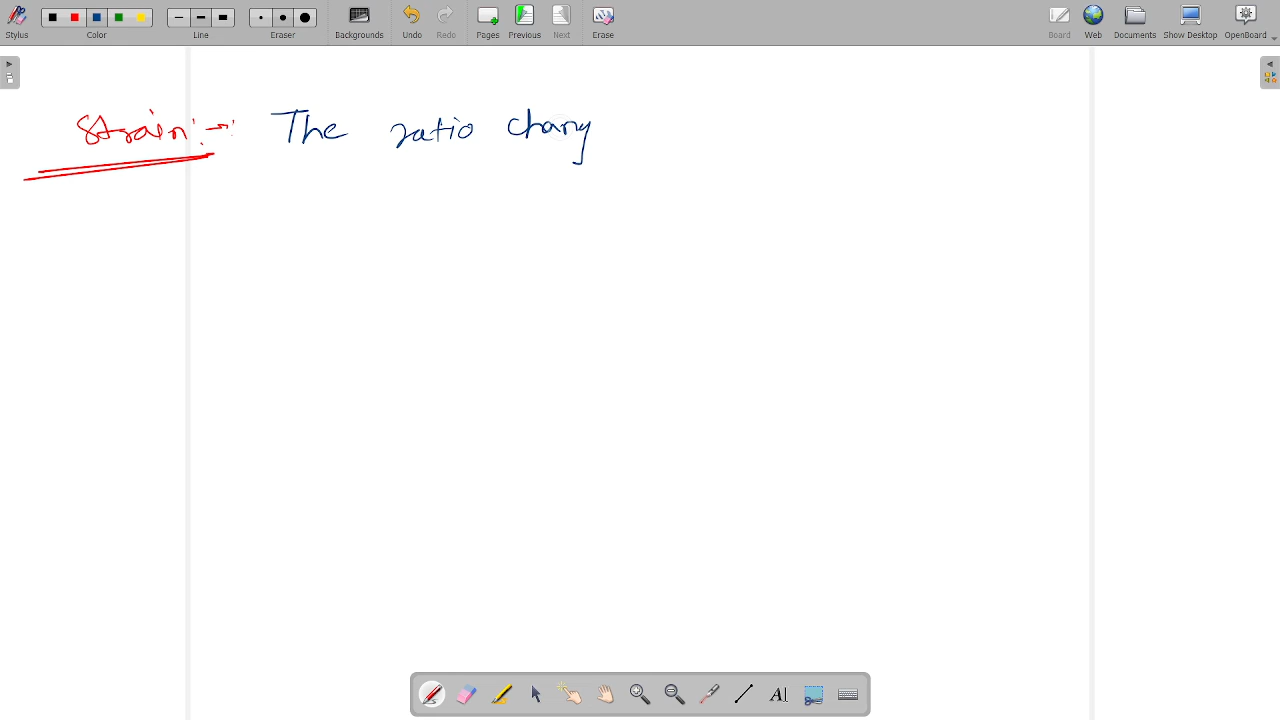 Stylus Color Line Eraser Backgrounds Undo Redo Pages Previous Next Erase Board Web Documents Show Desktop OpenBoard
Strain :→ The ratio chang
AI